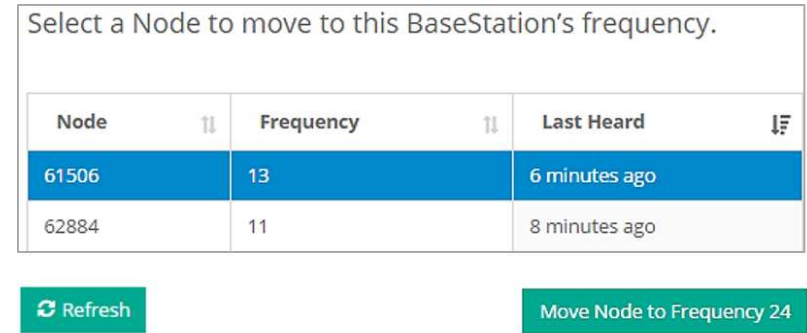 Select a Node to move to this BaseStation’s frequency.
Node Frequency Last Heard
61506 13 6 minutes ago
62884 11 8 minutes ago
Refresh Move Node to Frequency 24